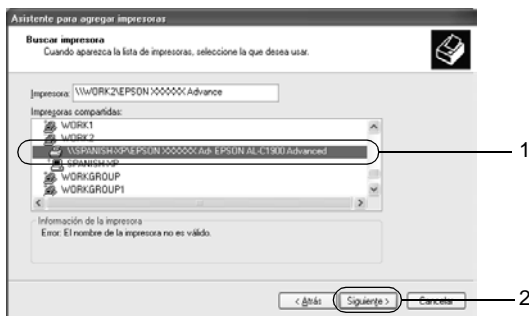 Asistente para agregar impresoras
Buscar impresora
Cuando aparezca la lista de impresoras, seleccione la que desea usar.
Impresora: \\WORK2\EPSON XXXXXX Advance
Impresoras compartidas:
WORK1
WORK2
\\SPANISH-XP\EPSON XXXXXX Adv EPSON AL-C1900 Advanced
1
SPANISH-XP
WORKGROUP
WORKGROUP1
Información de la impresora
Error: El nombre de la impresora no es válido.
< Atrás
Siguiente >
Cancelar
2